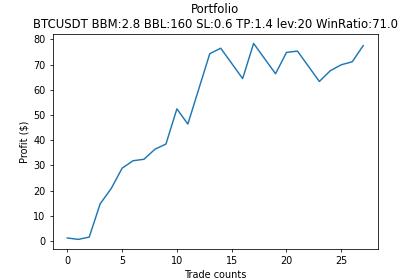 Portfolio
BTCUSDT BBM:2.8 BBL:160 SL:0.6 TP:1.4 lev:20 WinRatio:71.0
80
70
60
50
40
30
20
10
0
Profit ($)
0 5 10 15 20 25
Trade counts